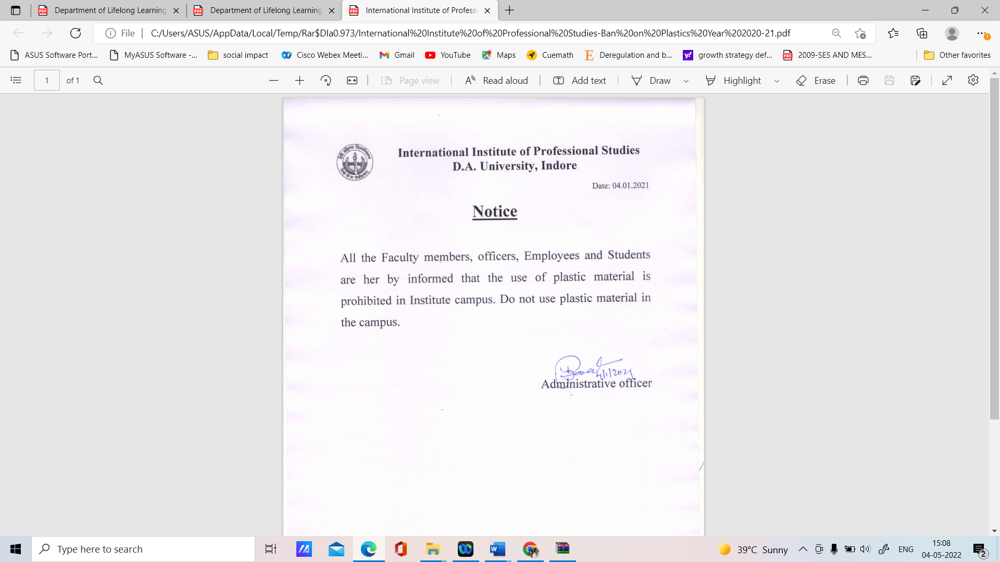 Department of Lifelong Learning
Department of Lifelong Learning
International Institute of Professi
File
C:/Users/ASUS/AppData/Local/Temp/Rar$DIa0.973/International%20Institute%20of%20Professional%20Studies-Ban%20on%20Plastics%20Year%202020-21.pdf
ASUS Software Port...
MyASUS Software -...
social impact
Cisco Webex Meeti...
Gmail
YouTube
Maps
Cuemath
Deregulation and b...
growth strategy def...
2009-SES AND MES...
Other favorites
1 of 1
Page view
Read aloud
Add text
Draw
Highlight
Erase
International Institute of Professional Studies
D.A. University, Indore
Date: 04.01.2021
Notice
All the Faculty members, officers, Employees and Students
are her by informed that the use of plastic material is
prohibited in Institute campus. Do not use plastic material in
the campus.
4/1/2021
Administrative officer
Type here to search
39°C Sunny
ENG
15:08
04-05-2022
2